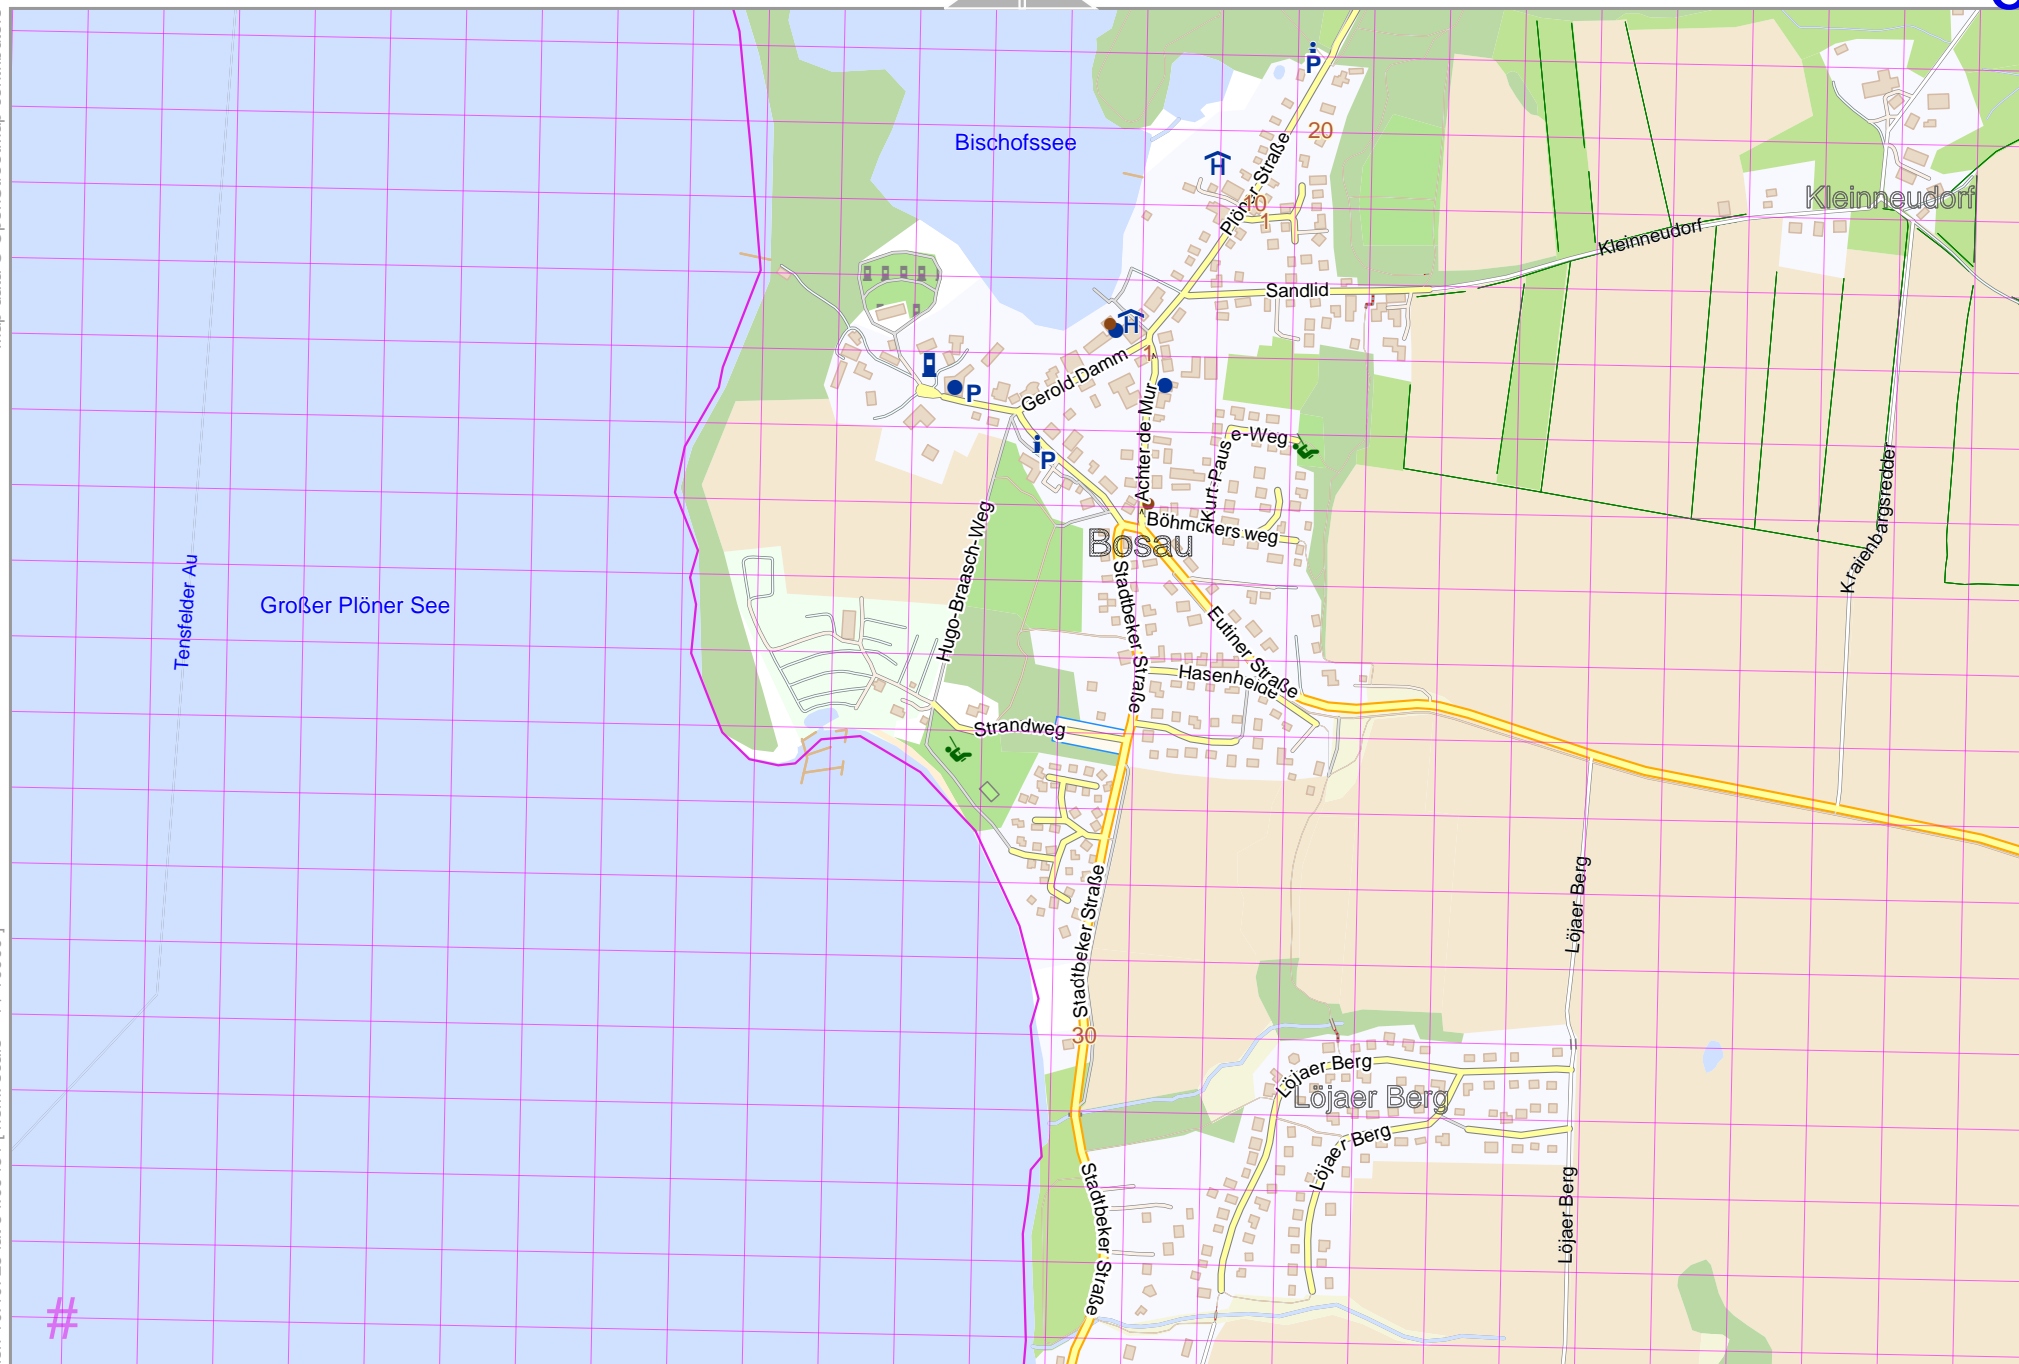 P
20
Bischofssee
H
Plöner Straße
10
1
Kleinneudorf
Kleinneudorf
Sandlid
H
1
Gerold Damm
P
Achter de Mur
e-Weg
Kurt-Paus
P
Kraienbargsredder
Hugo-Braasch-Weg
Böhmckers weg
Bosau
Tensfelder Au
Großer Plöner See
Stadtbeker Straße
Eutiner Straße
Hasenheide
Strandweg
Stadtbeker Straße
Löjaer Berg
30
Löjaer Berg
Löjaer Berg
Löjaer Berg
Stadtbeker Straße
Löjaer Berg
#